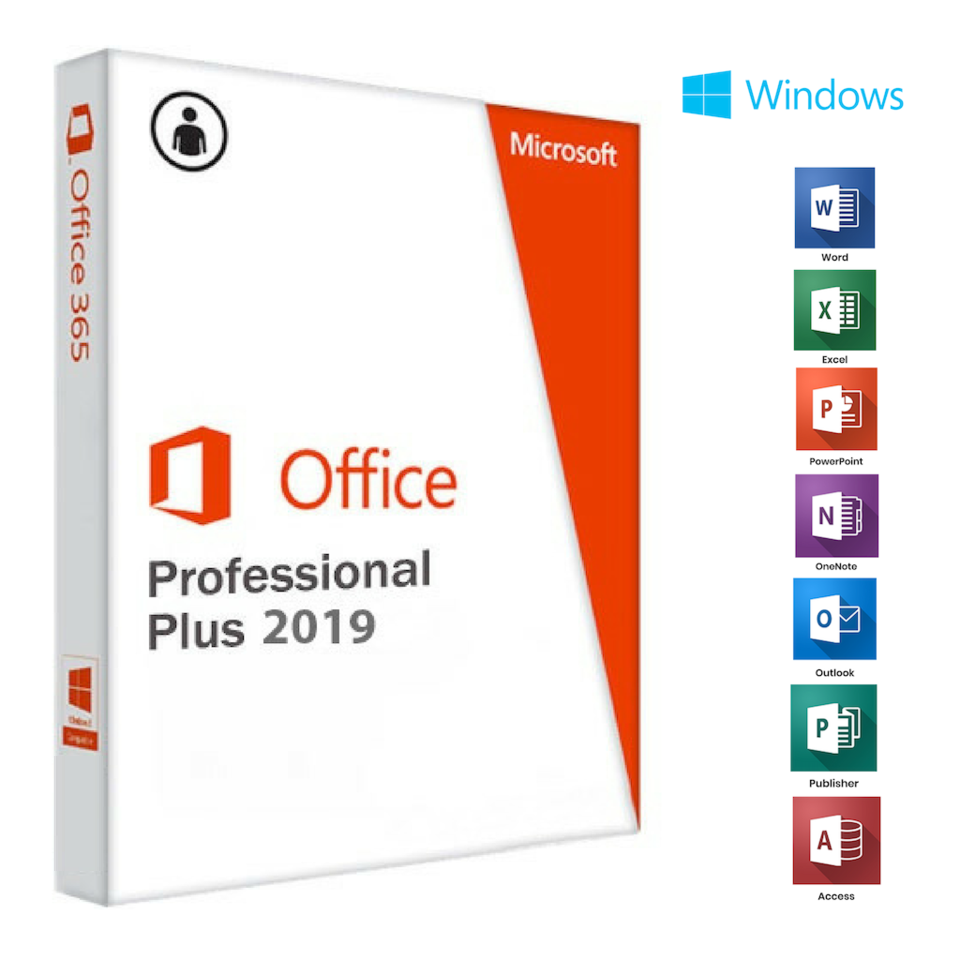 Office 365
Microsoft
Office
Professional
Plus 2019
Windows
W
Word
X
Excel
P
PowerPoint
N
OneNote
O
Outlook
P
Publisher
A
Access